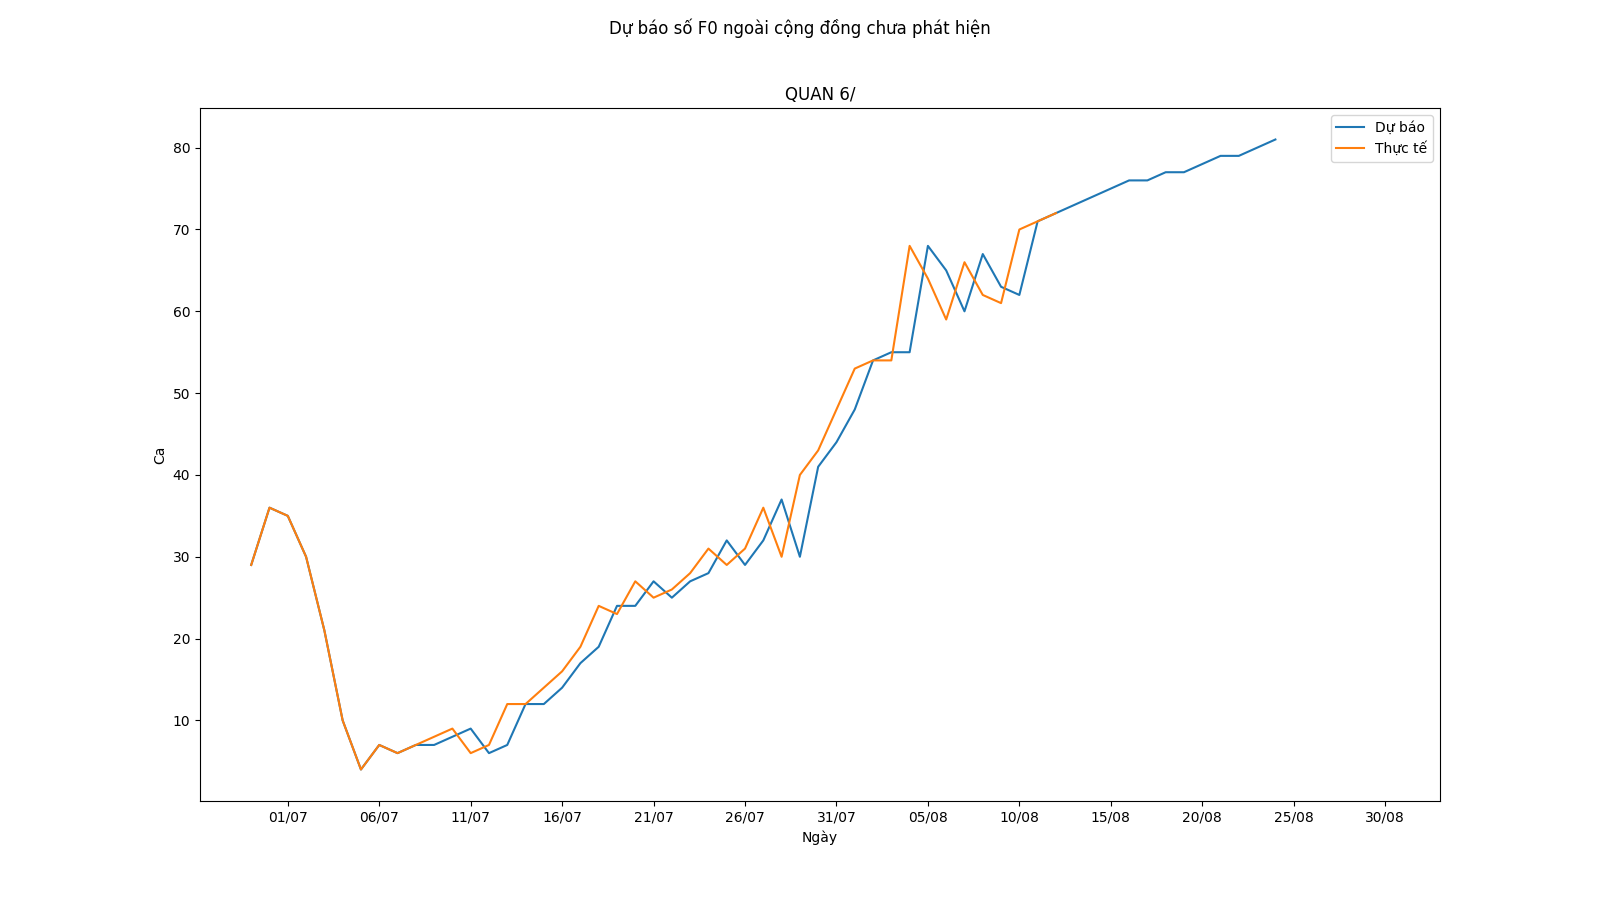 Dự báo số F0 ngoài cộng đồng chưa phát hiện
QUAN 6/
Dự báo
Thực tế
Ca
80
70
60
50
40
30
20
10
01/07 06/07 11/07 16/07 21/07 26/07 31/07 05/08 10/08 15/08 20/08 25/08 30/08
Ngày